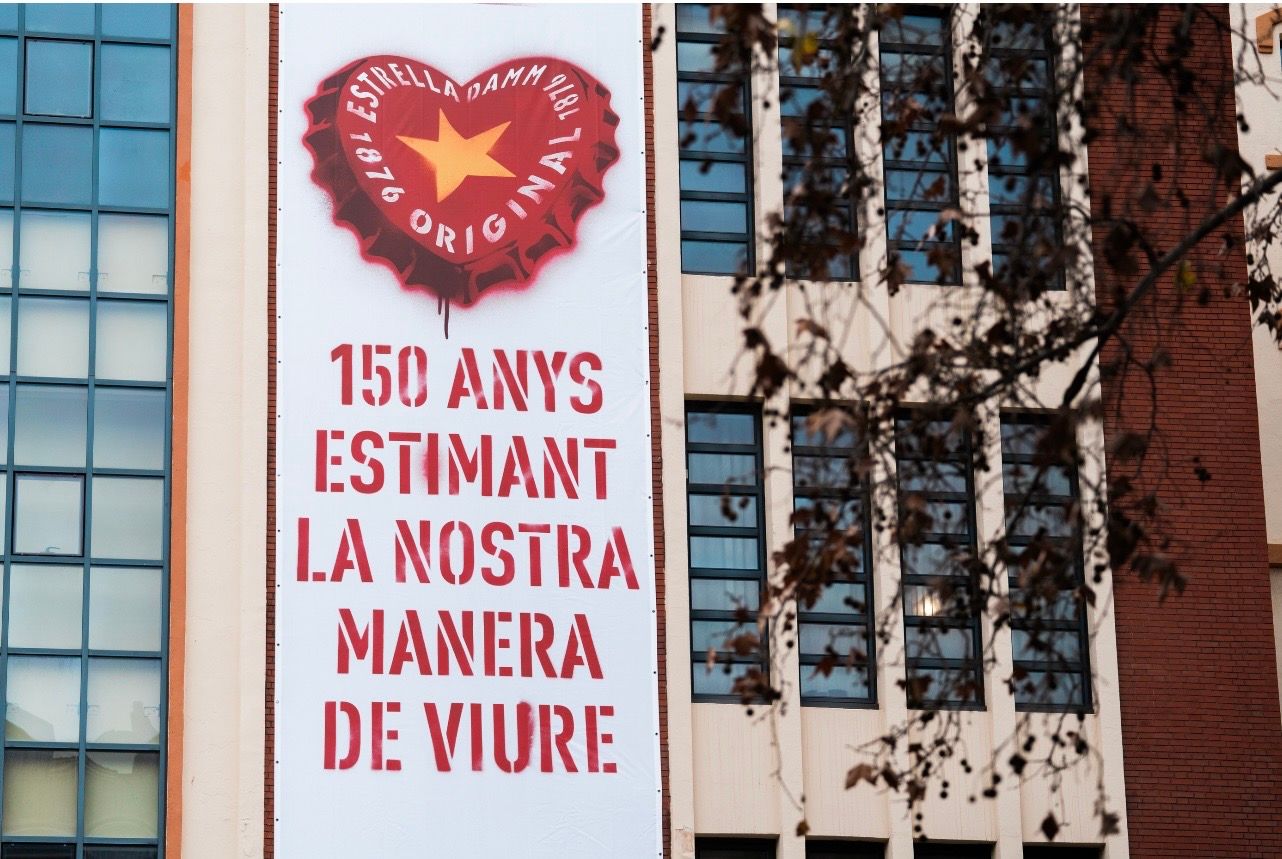 ESTRELLA DAMM
1876 ORIGINAL 1876
150 ANYS
ESTIMANT
LA NOSTRA
MANERA
DE VIURE